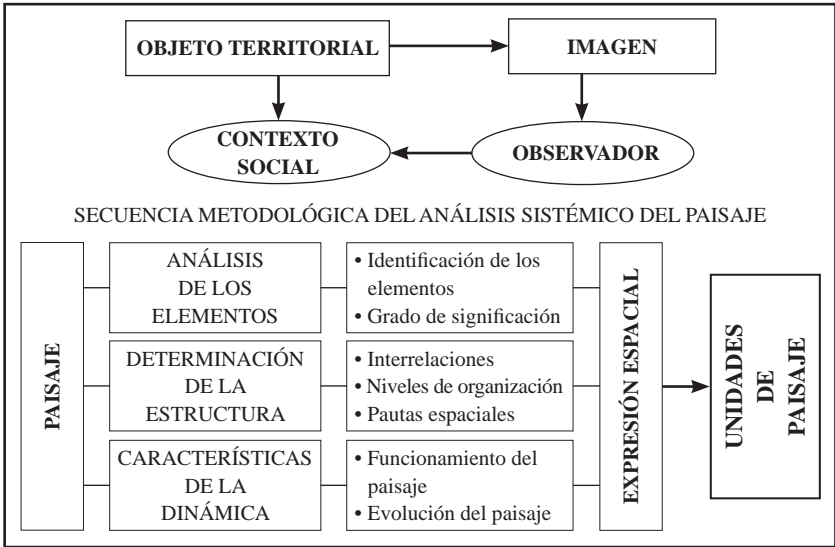 OBJETO TERRITORIAL
IMAGEN
CONTEXTO
SOCIAL
OBSERVADOR
SECUENCIA METODOLÓGICA DEL ANÁLISIS SISTÉMICO DEL PAISAJE
PAISAJE
ANÁLISIS
DE LOS
ELEMENTOS
• Identificación de los
elementos
• Grado de significación
DETERMINACIÓN
DE LA
ESTRUCTURA
• Interrelaciones
• Niveles de organización
• Pautas espaciales
CARACTERÍSTICAS
DE LA
DINÁMICA
• Funcionamiento del
paisaje
• Evolución del paisaje
EXPRESIÓN ESPACIAL
UNIDADES
DE
PAISAJE